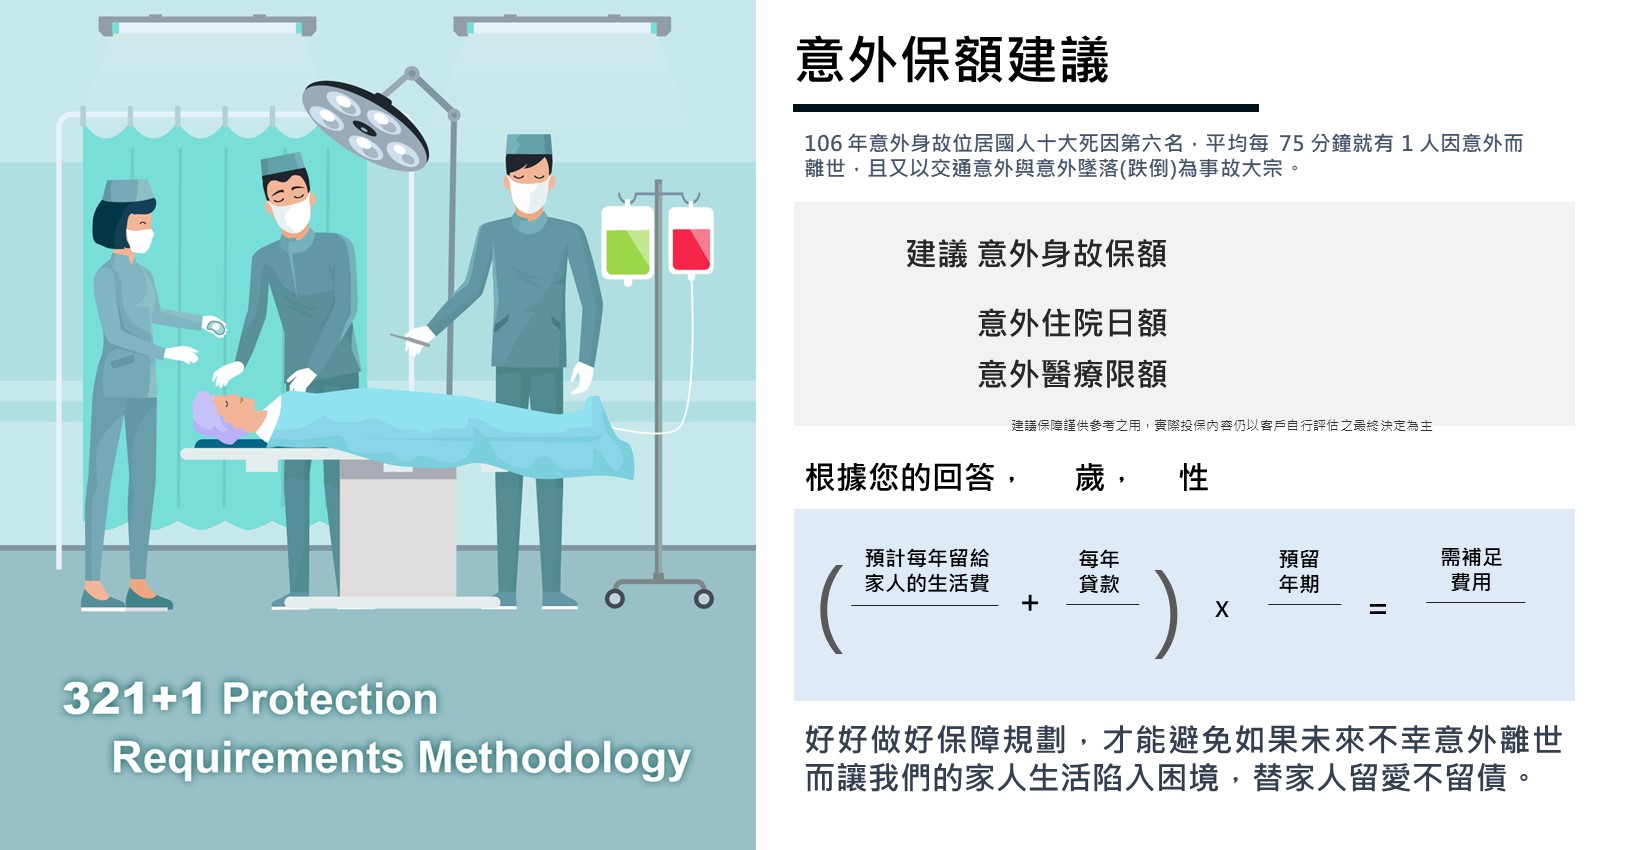 321+1 Protection
Requirements Methodology
意外保額建議
106 年意外身故位居國人十大死因第六名，平均每 75 分鐘就有 1 人因意外而
離世，且又以交通意外與意外墜落(跌倒)為事故大宗。
建議 意外身故保額
意外住院日額
意外醫療限額
建議保障謹供參考之用，實際投保內容仍以客戶自行評估之最終決定為主
根據您的回答， 歲， 性
(
預計每年留給
家人的生活費
+
每年
貸款
)
x
預留
年期
=
需補足
費用
好好做好保障規劃，才能避免如果未來不幸意外離世
而讓我們的家人生活陷入困境，替家人留愛不留債。